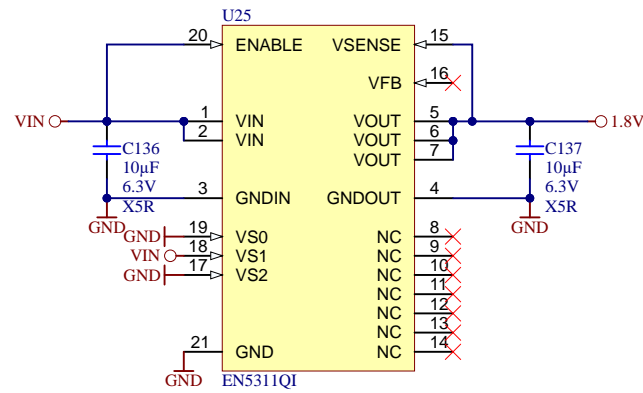 U25
20 ENABLE VSENSE 15
VFB 16
VIN 1 VIN VOUT 5 1.8V
2 VIN VOUT 6
VOUT 7
C136
10µF
6.3V
X5R
C137
10µF
6.3V
X5R
3 GNDIN GNDOUT 4
GND GND
GND 19 VS0 NC 8
VIN 18 VS1 NC 9
GND 17 VS2 NC 10
NC 11
NC 12
NC 13
21 GND NC 14
GND
EN5311QI